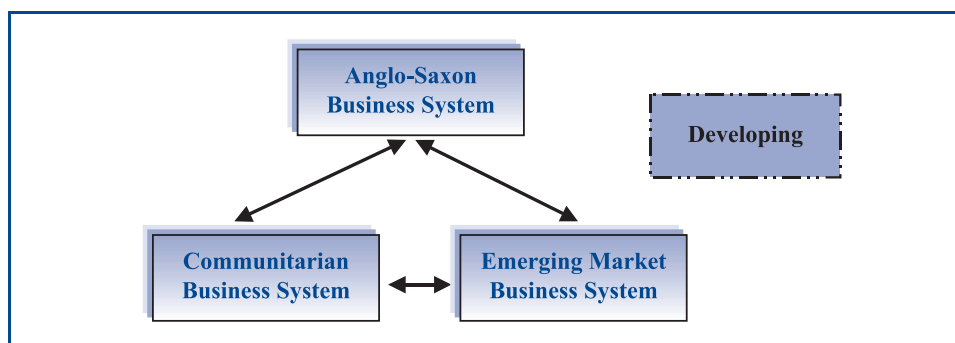 Anglo-Saxon
Business System
Developing
Communitarian
Business System
Emerging Market
Business System